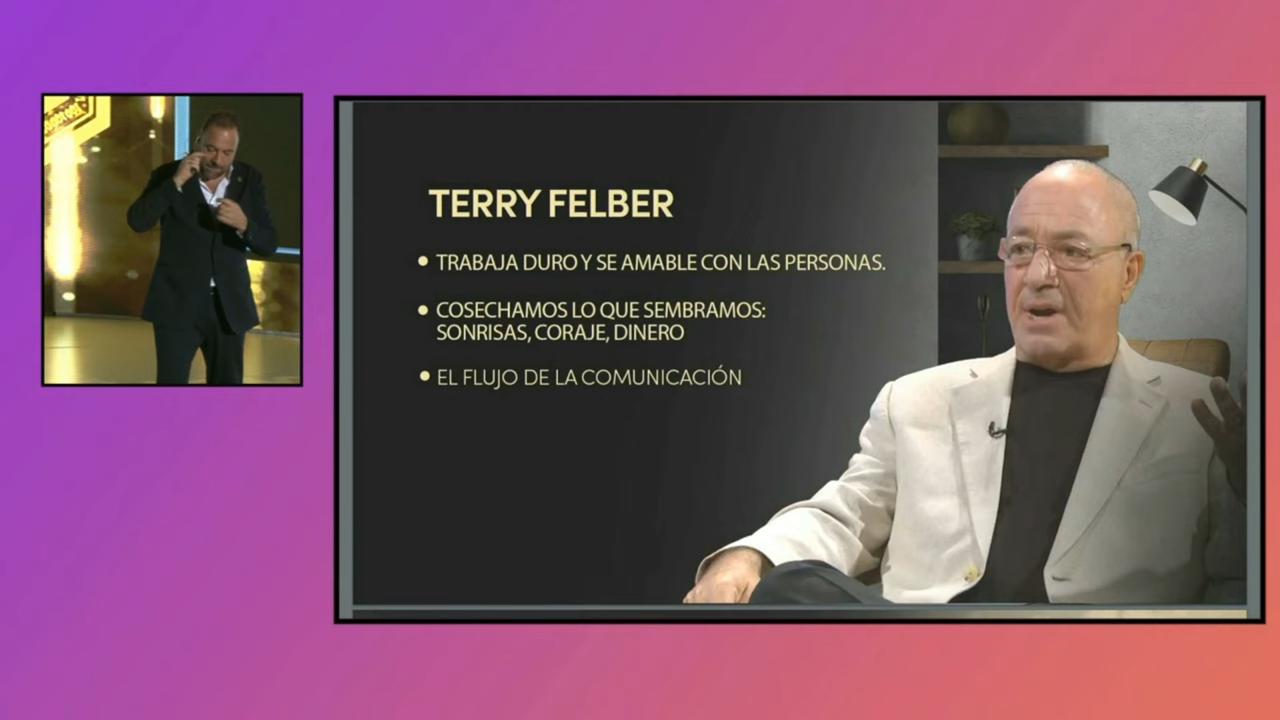 TERRY FELBER
• TRABAJA DURO Y SE AMABLE CON LAS PERSONAS.
• COSECHAMOS LO QUE SEMBRAMOS:
SONRISAS, CORAJE, DINERO
• EL FLUJO DE LA COMUNICACIÓN